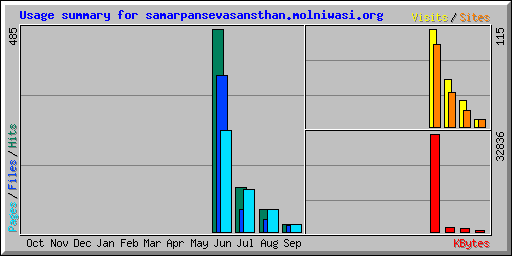 Usage summary for samarpansevasansthan.molniwasi.org
Visits/Sites
485
115
Pages/Files/Hits
32836
Oct Nov Dec Jan Feb Mar Apr May Jun Jul Aug Sep
KBytes